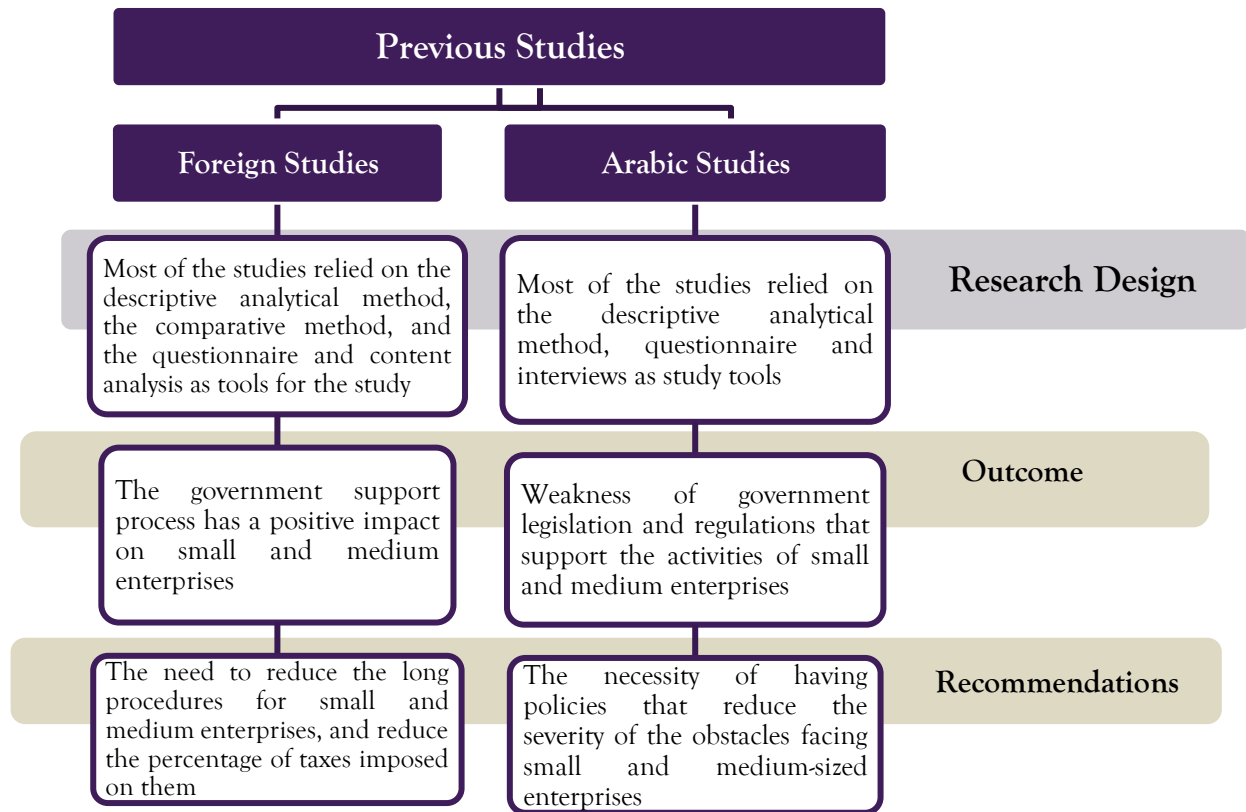 Previous Studies
Foreign Studies
Arabic Studies
Research Design
Most of the studies relied on the
descriptive analytical method,
the comparative method, and
the questionnaire and content
analysis as tools for the study
Most of the studies relied on
the descriptive analytical
method, questionnaire and
interviews as study tools
Outcome
The government support
process has a positive impact
on small and medium
enterprises
Weakness of government
legislation and regulations that
support the activities of small
and medium enterprises
Recommendations
The need to reduce the long
procedures for small and
medium enterprises, and reduce
the percentage of taxes imposed
on them
The necessity of having
policies that reduce the
severity of the obstacles facing
small and medium-sized
enterprises